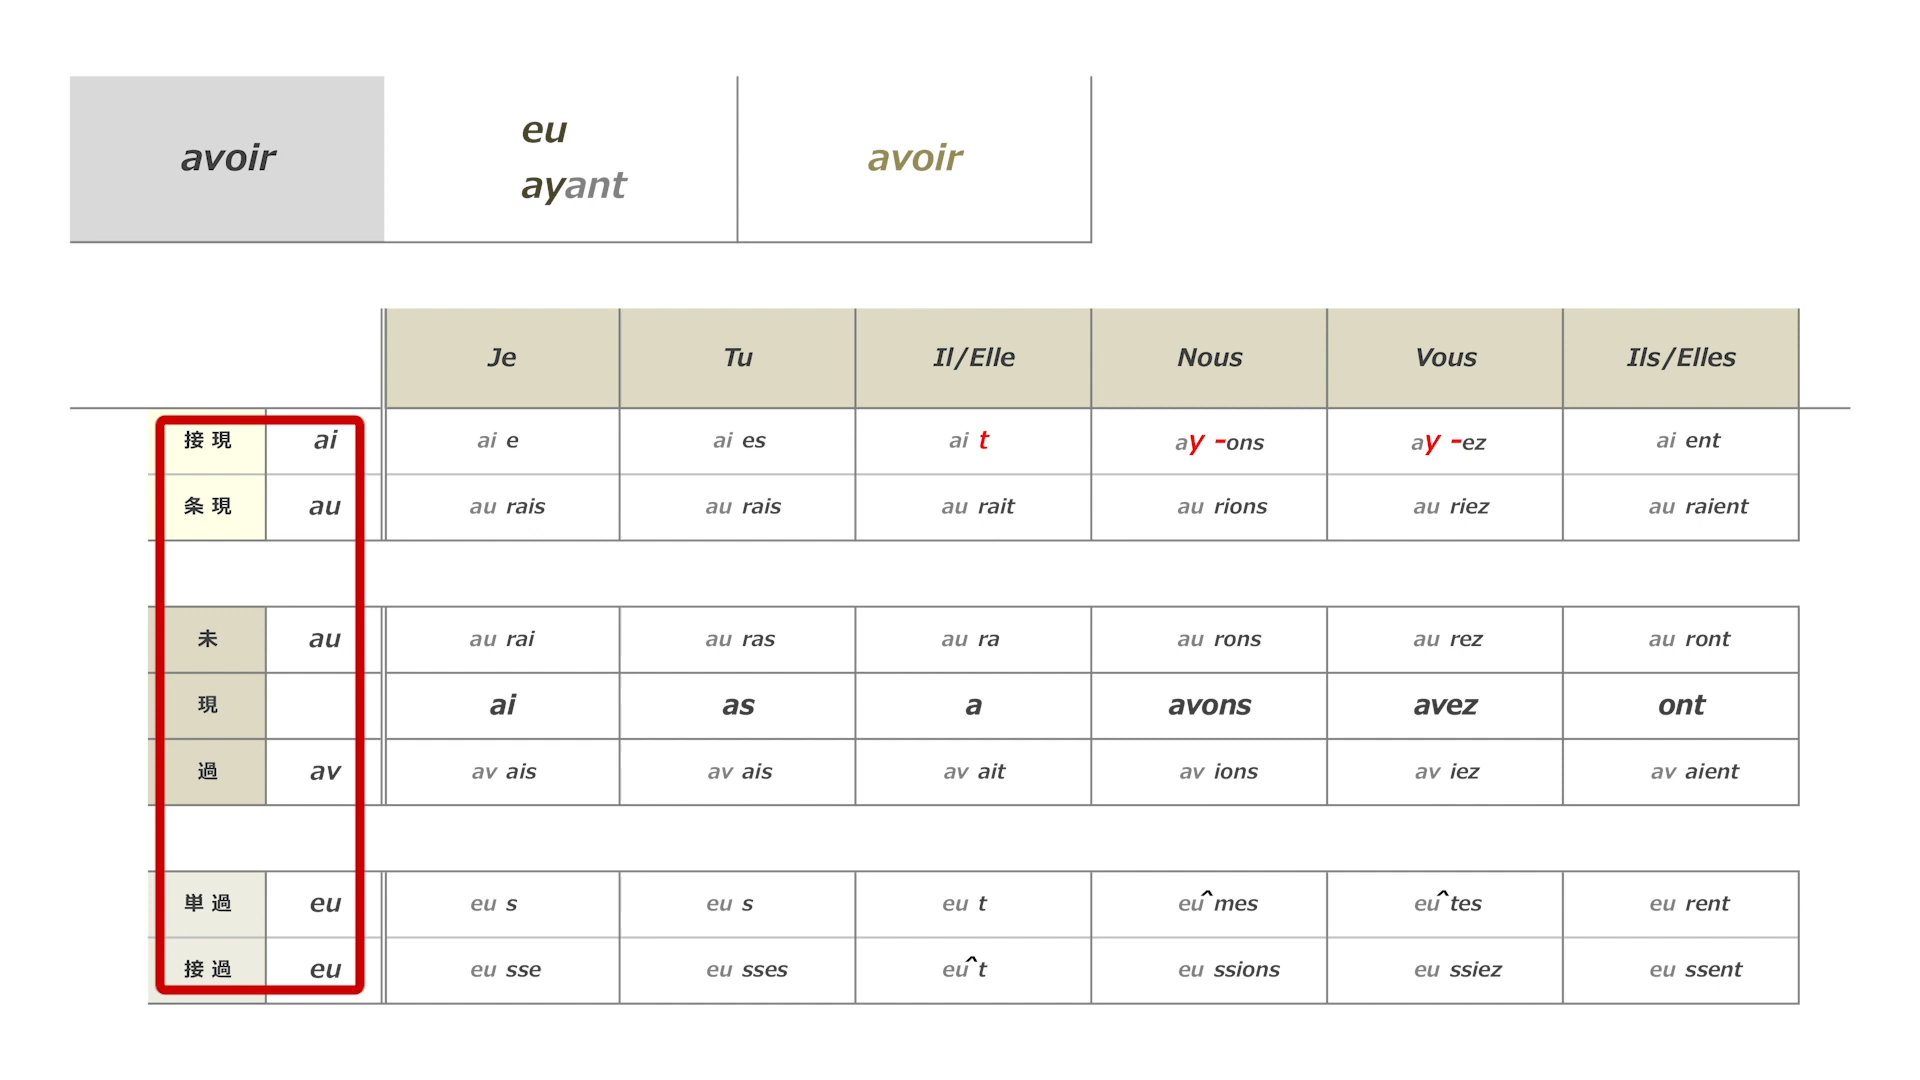 avoir
eu
ayant
avoir
Je Tu Il/Elle Nous Vous Ils/Elles
接現 ai ai e ai es ai t ay -ons ay -ez ai ent
条現 au au rais au rais au rait au rions au riez au raient
未 au au rai au ras au ra au rons au rez au ront
現 ai as a avons avez ont
過 av av ais av ais av ait av ions av iez av aient
単過 eu eu s eu s eu t eu^mes eu^tes eu rent
接過 eu eu sse eu sses eu^t eu ssions eu ssiez eu ssent